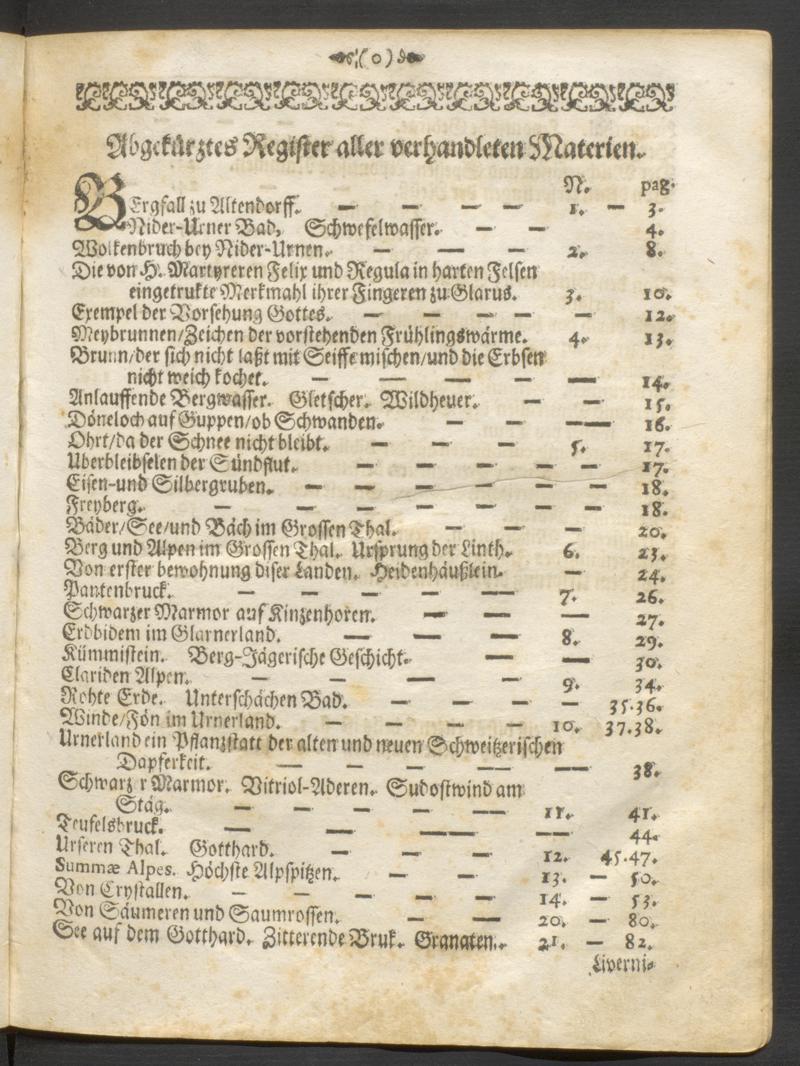 (0)
Abgekürztes Register aller verhandleten Materien.
N. pag.
BErgfall zu Altendorff. — — — — 1. — 3.
Nider-Urner Bad, Schwefelwasser. — — 4.
Wolkenbruch bey Nider-Urnen. — — — 2. 8.
Die von H. Martyreren Felix und Regula in harten Felsen
eingetrukte Merkmahl ihrer Fingeren zu Glarus. 3. 10.
Exempel der Vorsehung Gottes. — — — — — 12.
Meybrunnen/Zeichen der vorstehenden Frühlingswärme. 4. 13.
Brunn/der sich nicht laßt mit Seiffe mischen/und die Erbsen
nicht weich kochet. — — — — — 14.
Anlauffende Bergwasser. Gletscher. Wildheuer. — — 15.
Döneloch auf Guppen/ob Schwanden. — — — 16.
Ohrt/da der Schnee nicht bleibt. — — — 5. 17.
Uberbleibselen der Sündflut. — — — — — 17.
Eisen-und Silbergruben. — — — — — — 18.
Freyberg. — — — — — — — 18.
Bäder/See/und Bäch im Grossen Thal. — — — 20.
Berg und Alpen im Grossen Thal. Ursprung der Linth. 6. 23.
Von erster bewohnung diser Landen. Heidenhäußlein. — 24.
Pantenbruck. — — — — — 7. 26.
Schwarzer Marmor auf Kinzenhoren. — — — 27.
Erdbidem im Glarnerland. — — — 8. 29.
Kümmistein. Berg-Jägerische Geschicht. — — 30.
Clariden Alpen. — — — — 9. 34.
Rohte Erde. Unterschächen Bad. — — — — 35.36.
Winde/Fön im Urnerland. — — — — — 10. 37.38.
Urnerland ein Pflanzstatt der alten und neuen Schweitzerischen
Dapferkeit. — — — — — — 38.
Schwarzer Marmor. Vitriol-Aderen. Sudostwind am
Stäg. — — — — — — 11. 41.
Teufelsbruck. — — — — 44.
Urseren Thal. Gotthard. — — — 12. 45.47.
Summæ Alpes. Höchste Alpspitzen. — — 13. — 50.
Von Crystallen. — — — — — 14. — 53.
Von Säumeren und Saumrossen. — — 20. — 80.
See auf dem Gotthard. Zitterende Bruk. Granaten. 21. — 82.
Liverni-